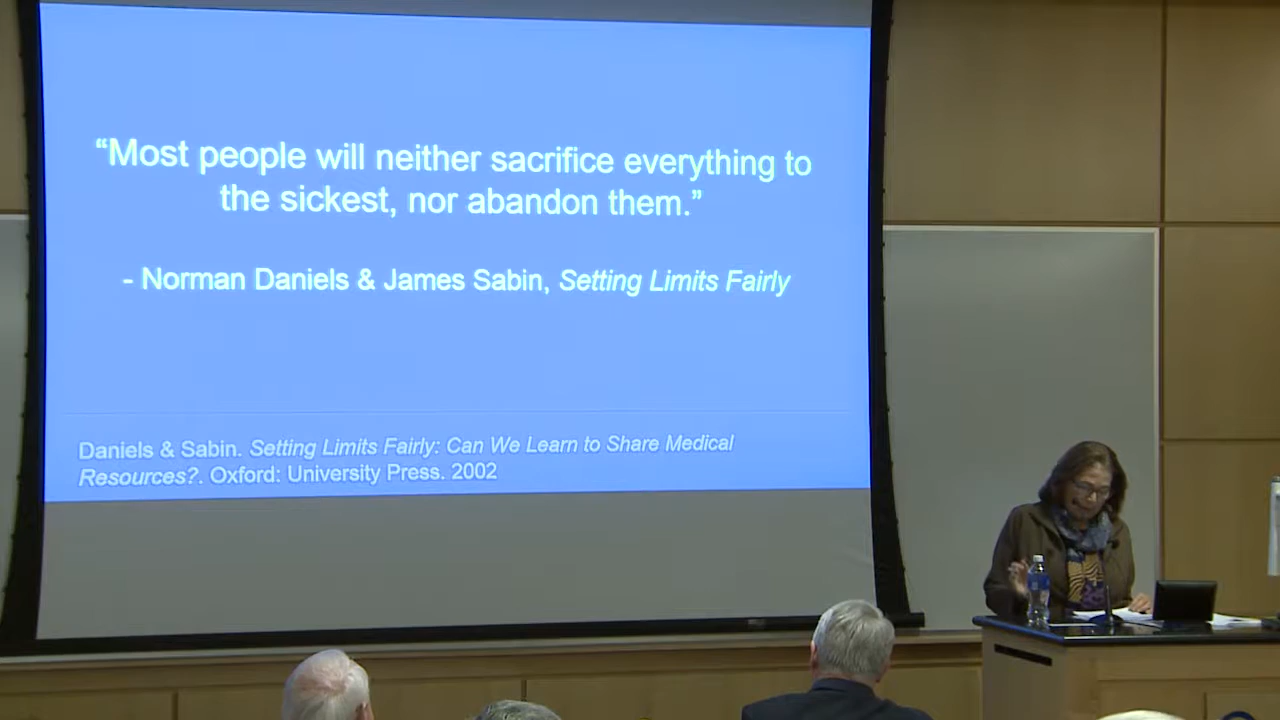 “Most people will neither sacrifice everything to
the sickest, nor abandon them.”
- Norman Daniels & James Sabin, Setting Limits Fairly
Daniels & Sabin. Setting Limits Fairly: Can We Learn to Share Medical
Resources?. Oxford: University Press. 2002